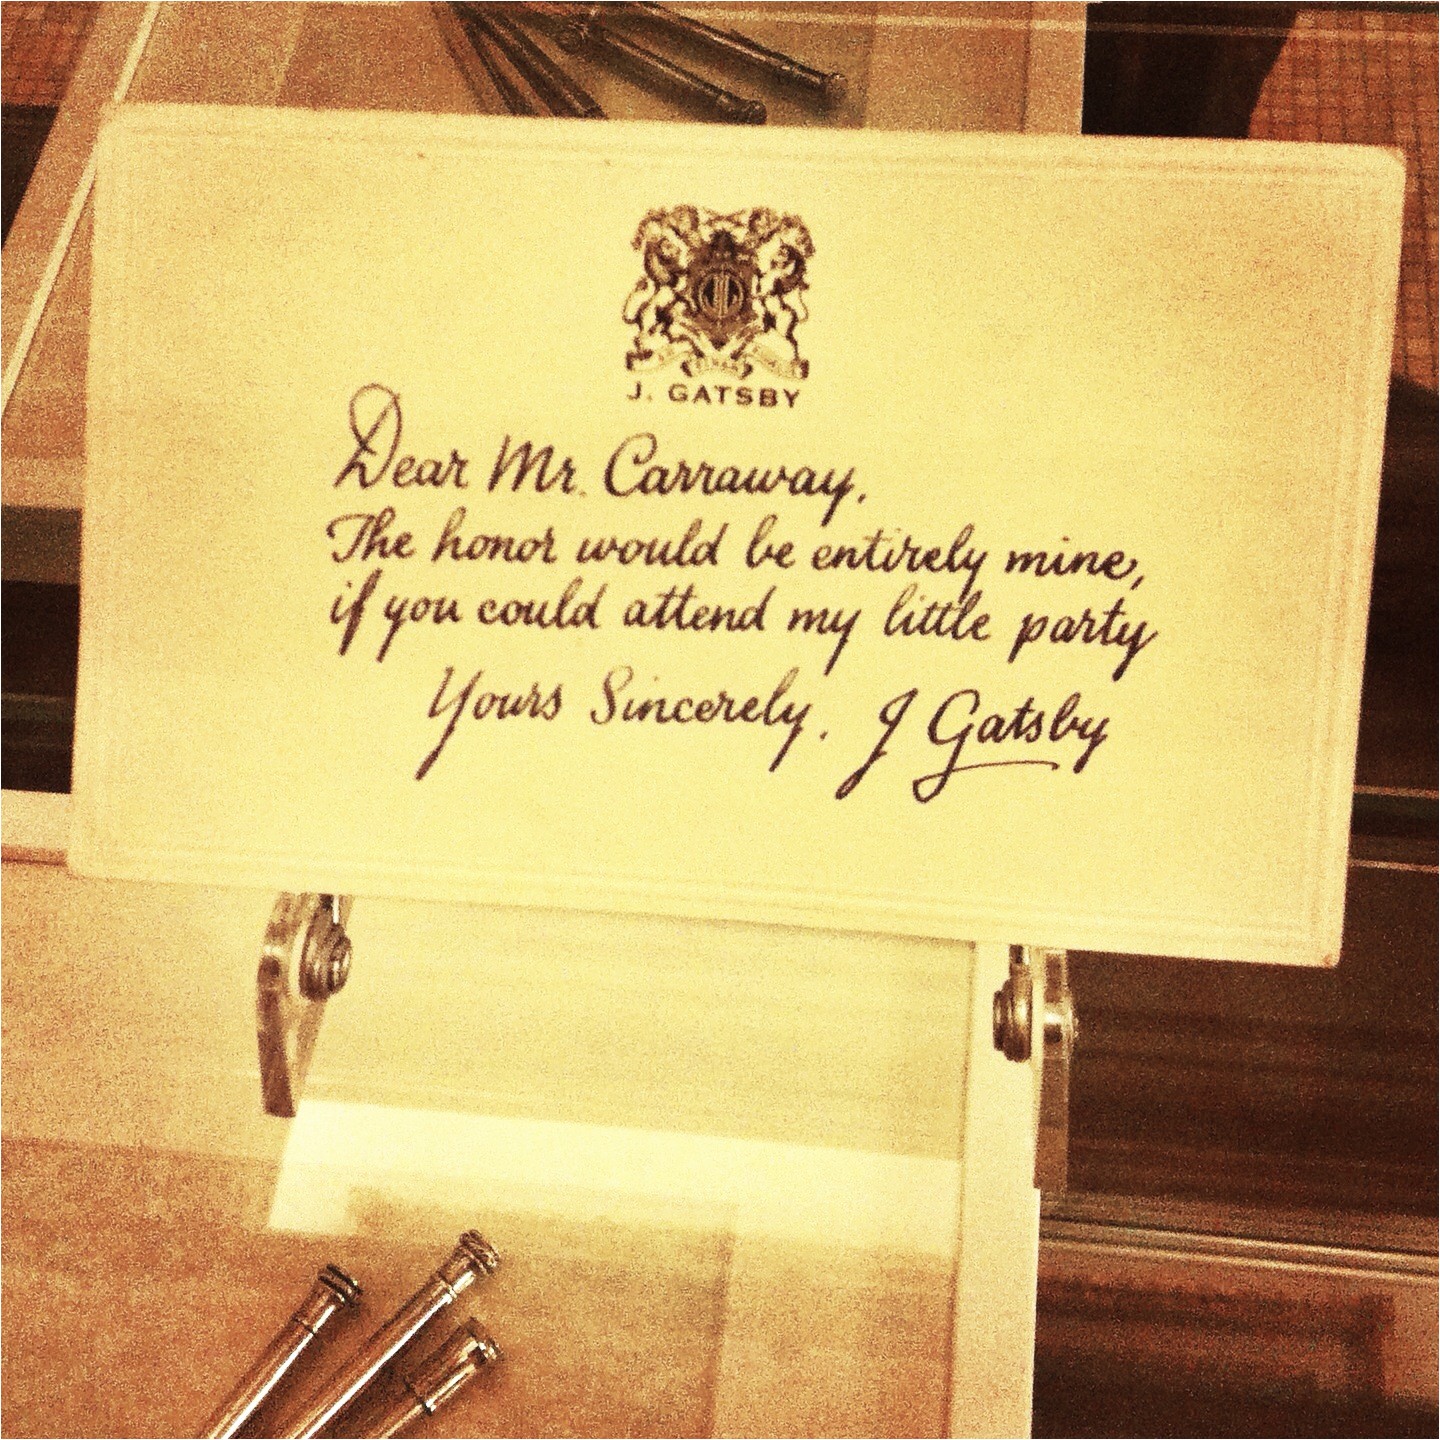 J. GATSBY
Dear Mr. Carraway,
The honor would be entirely mine,
if you could attend my little party
Yours Sincerely, J Gatsby